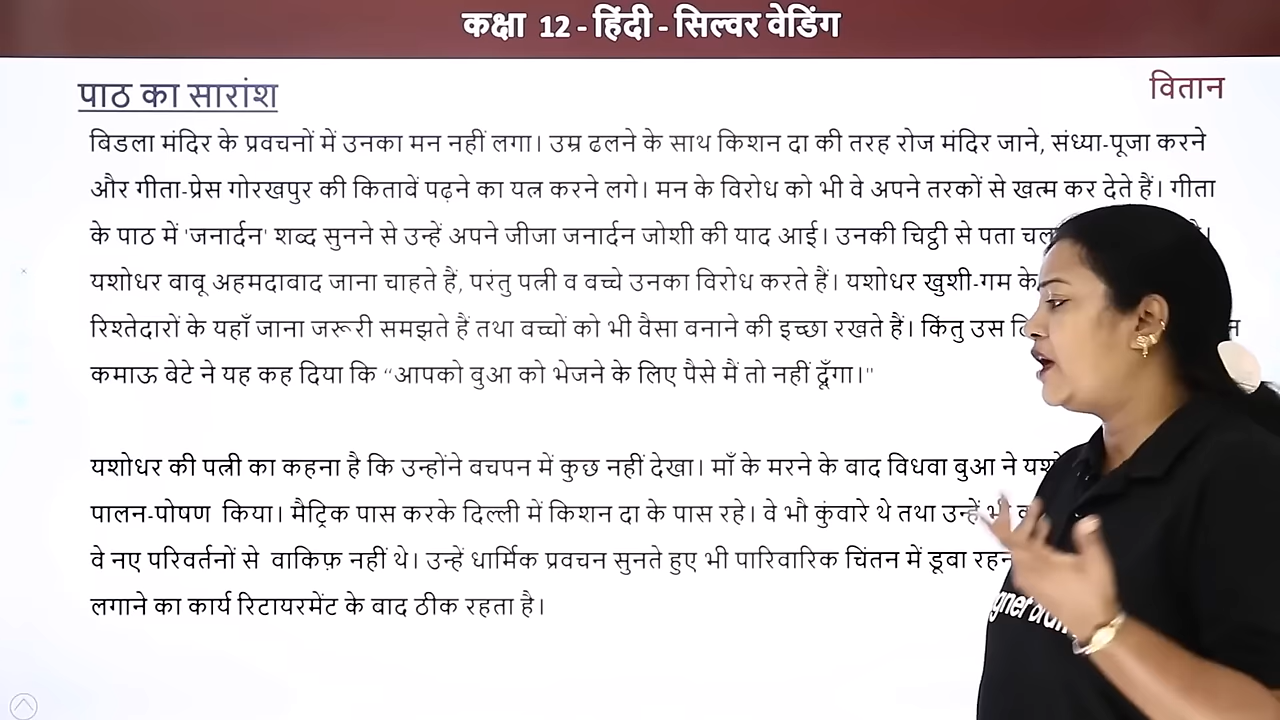 कक्षा 12 - हिंदी - सिल्वर वेडिंग
पाठ का सारांश
वितान
बिडला मंदिर के प्रवचनों में उनका मन नहीं लगा। उम्र ढलने के साथ किशन दा की तरह रोज मंदिर जाने, संध्या-पूजा करने
और गीता-प्रेस गोरखपुर की किताबें पढ़ने का यत्न करने लगे। मन के विरोध को भी वे अपने तरकों से खत्म कर देते हैं। गीता
के पाठ में 'जनार्दन' शब्द सुनने से उन्हें अपने जीजा जनार्दन जोशी की याद आई। उनकी चिट्ठी से पता
यशोधर बाबू अहमदाबाद जाना चाहते हैं, परंतु पत्नी व बच्चे उनका विरोध करते हैं। यशोधर खुशी-गम के
रिश्तेदारों के यहाँ जाना जरूरी समझते हैं तथा बच्चों को भी वैसा बनाने की इच्छा रखते हैं। किंतु उस
कमाऊ बेटे ने यह कह दिया कि “आपको बुआ को भेजने के लिए पैसे मैं तो नहीं दूँगा।"
यशोधर की पत्नी का कहना है कि उन्होंने बचपन में कुछ नहीं देखा। माँ के मरने के बाद विधवा बुआ ने
पालन-पोषण किया। मैट्रिक पास करके दिल्ली में किशन दा के पास रहे। वे भी कुंवारे थे तथा उन्हें
वे नए परिवर्तनों से वाकिफ़ नहीं थे। उन्हें धार्मिक प्रवचन सुनते हुए भी पारिवारिक चिंतन में डूबा
लगाने का कार्य रिटायरमेंट के बाद ठीक रहता है।